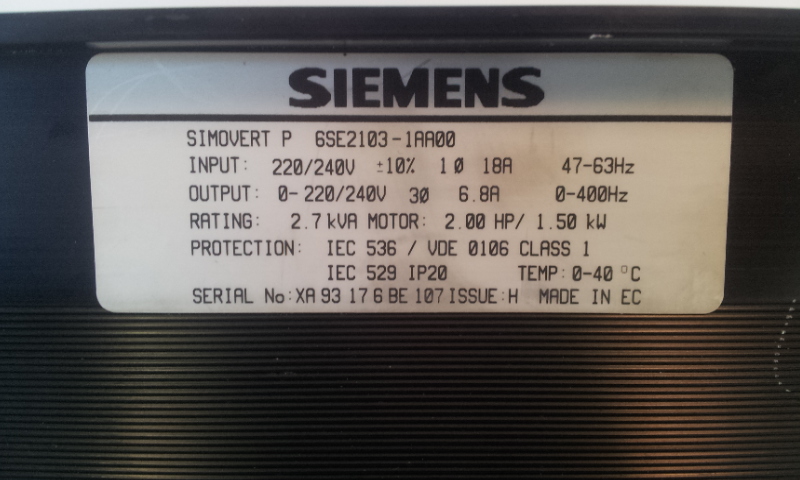 SIEMENS
SIMOVERT P 6SE2103-1AA00
INPUT: 220/240V ±10% 1Ø 18A 47-63Hz
OUTPUT: 0-220/240V 3Ø 6.8A 0-400Hz
RATING: 2.7kVA MOTOR: 2.00 HP/ 1.50 kW
PROTECTION: IEC 536 / VDE 0106 CLASS 1
IEC 529 IP20 TEMP: 0-40 °C
SERIAL No: XA 93 17 6 BE 107 ISSUE: H MADE IN EC